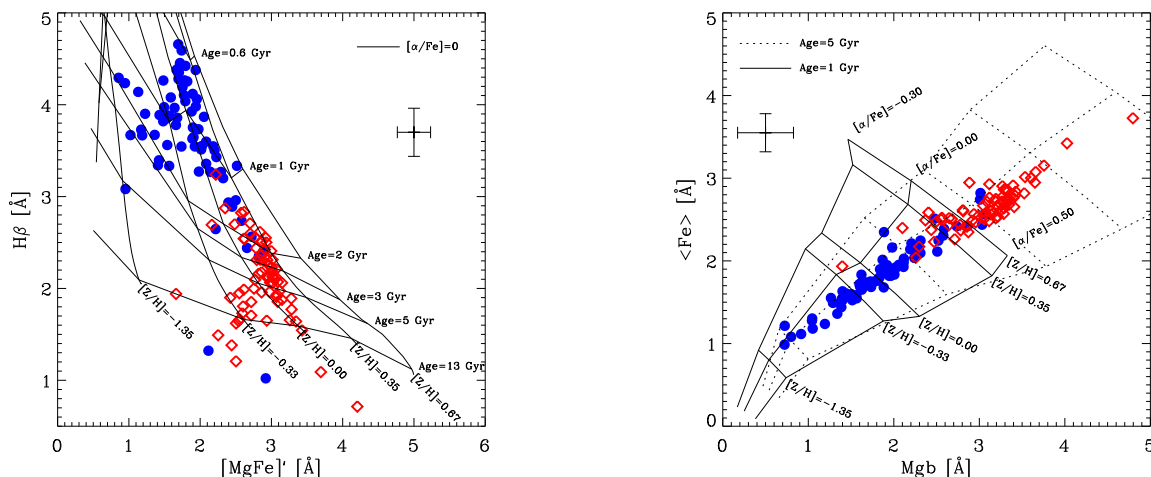 5
4
3
2
1
0
1
2
3
4
5
6
Hβ [Å]
[MgFe]' [Å]
[α/Fe]=0
Age=0.6 Gyr
Age=1 Gyr
Age=2 Gyr
Age=3 Gyr
Age=5 Gyr
Age=13 Gyr
[Z/H]=-1.35
[Z/H]=-0.33
[Z/H]=0.00
[Z/H]=0.35
[Z/H]=0.67
5
4
3
2
1
0
0
1
2
3
4
5
<Fe> [Å]
Mgb [Å]
Age=5 Gyr
Age=1 Gyr
[α/Fe]=-0.30
[α/Fe]=0.00
[α/Fe]=0.50
[Z/H]=0.67
[Z/H]=0.35
[Z/H]=0.00
[Z/H]=-0.33
[Z/H]=-1.35